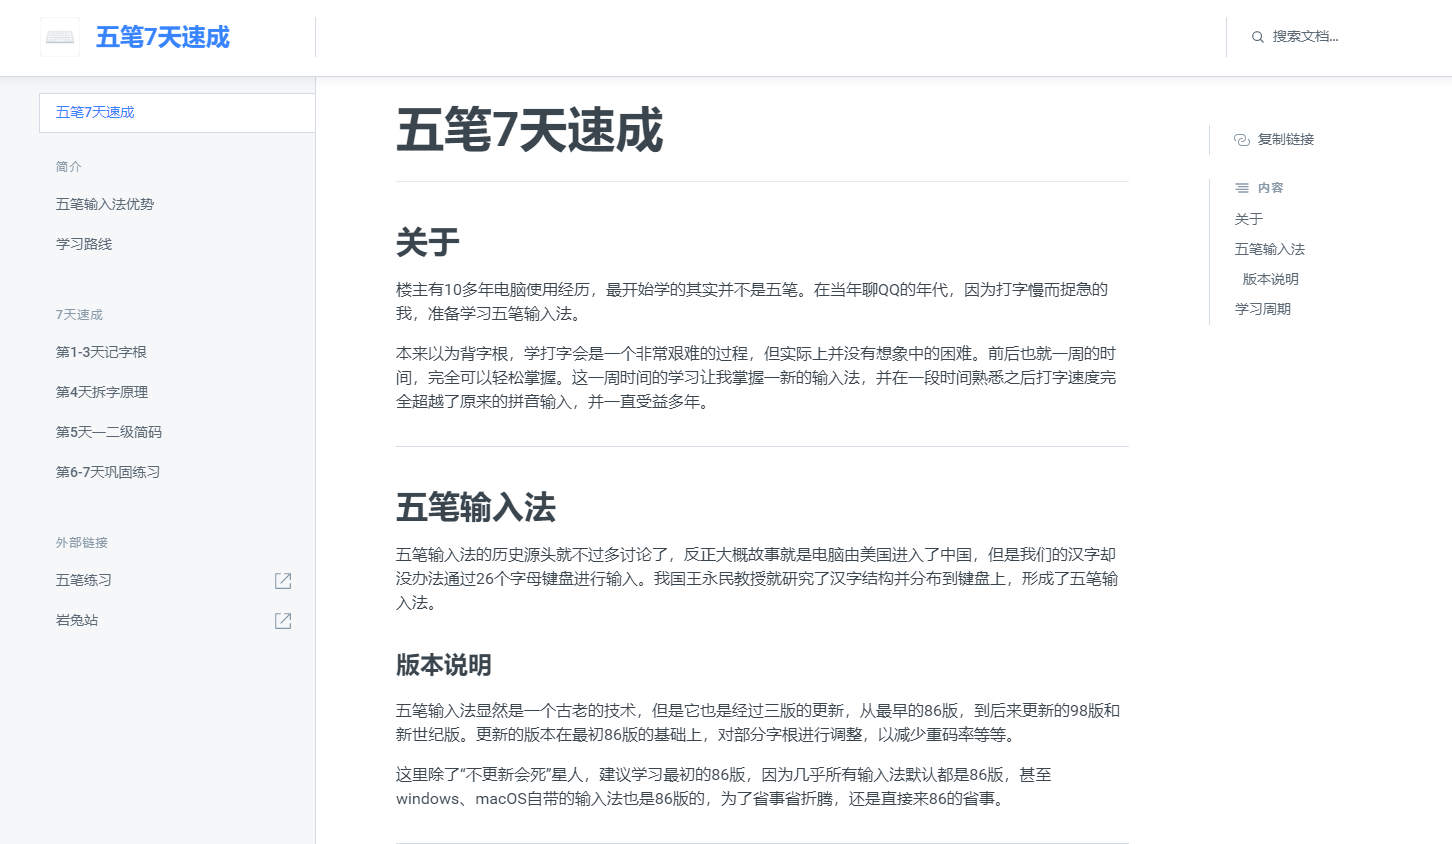 五笔7天速成
搜索文档...
五笔7天速成
简介
五笔输入法优势
学习路线
7天速成
第1-3天记字根
第4天拆字原理
第5天一二级简码
第6-7天巩固练习
外部链接
五笔练习
岩兔站
五笔7天速成
关于
楼主有10多年电脑使用经历，最开始学的其实并不是五笔。在当年聊QQ的年代，因为打字慢而捉急的
我，准备学习五笔输入法。
本来以为背字根，学打字会是一个非常艰难的过程，但实际上并没有想象中的困难。前后也就一周的时
间，完全可以轻松掌握。这一周时间的学习让我掌握一新的输入法，并在一段时间熟悉之后打字速度完
全超越了原来的拼音输入，并一直受益多年。
五笔输入法
五笔输入法的历史源头就不过多讨论了，反正大概故事就是电脑由美国进入了中国，但是我们的汉字却
没办法通过26个字母键盘进行输入。我国王永民教授就研究了汉字结构并分布到键盘上，形成了五笔输
入法。
版本说明
五笔输入法显然是一个古老的技术，但是它也是经过三版的更新，从最早的86版，到后来更新的98版和
新世纪版。更新的版本在最初86版的基础上，对部分字根进行调整，以减少重码率等等。
这里除了“不更新会死”星人，建议学习最初的86版，因为几乎所有输入法默认都是86版，甚至
windows、macOS自带的输入法也是86版的，为了省事省折腾，还是直接来86的省事。
复制链接
内容
关于
五笔输入法
版本说明
学习周期